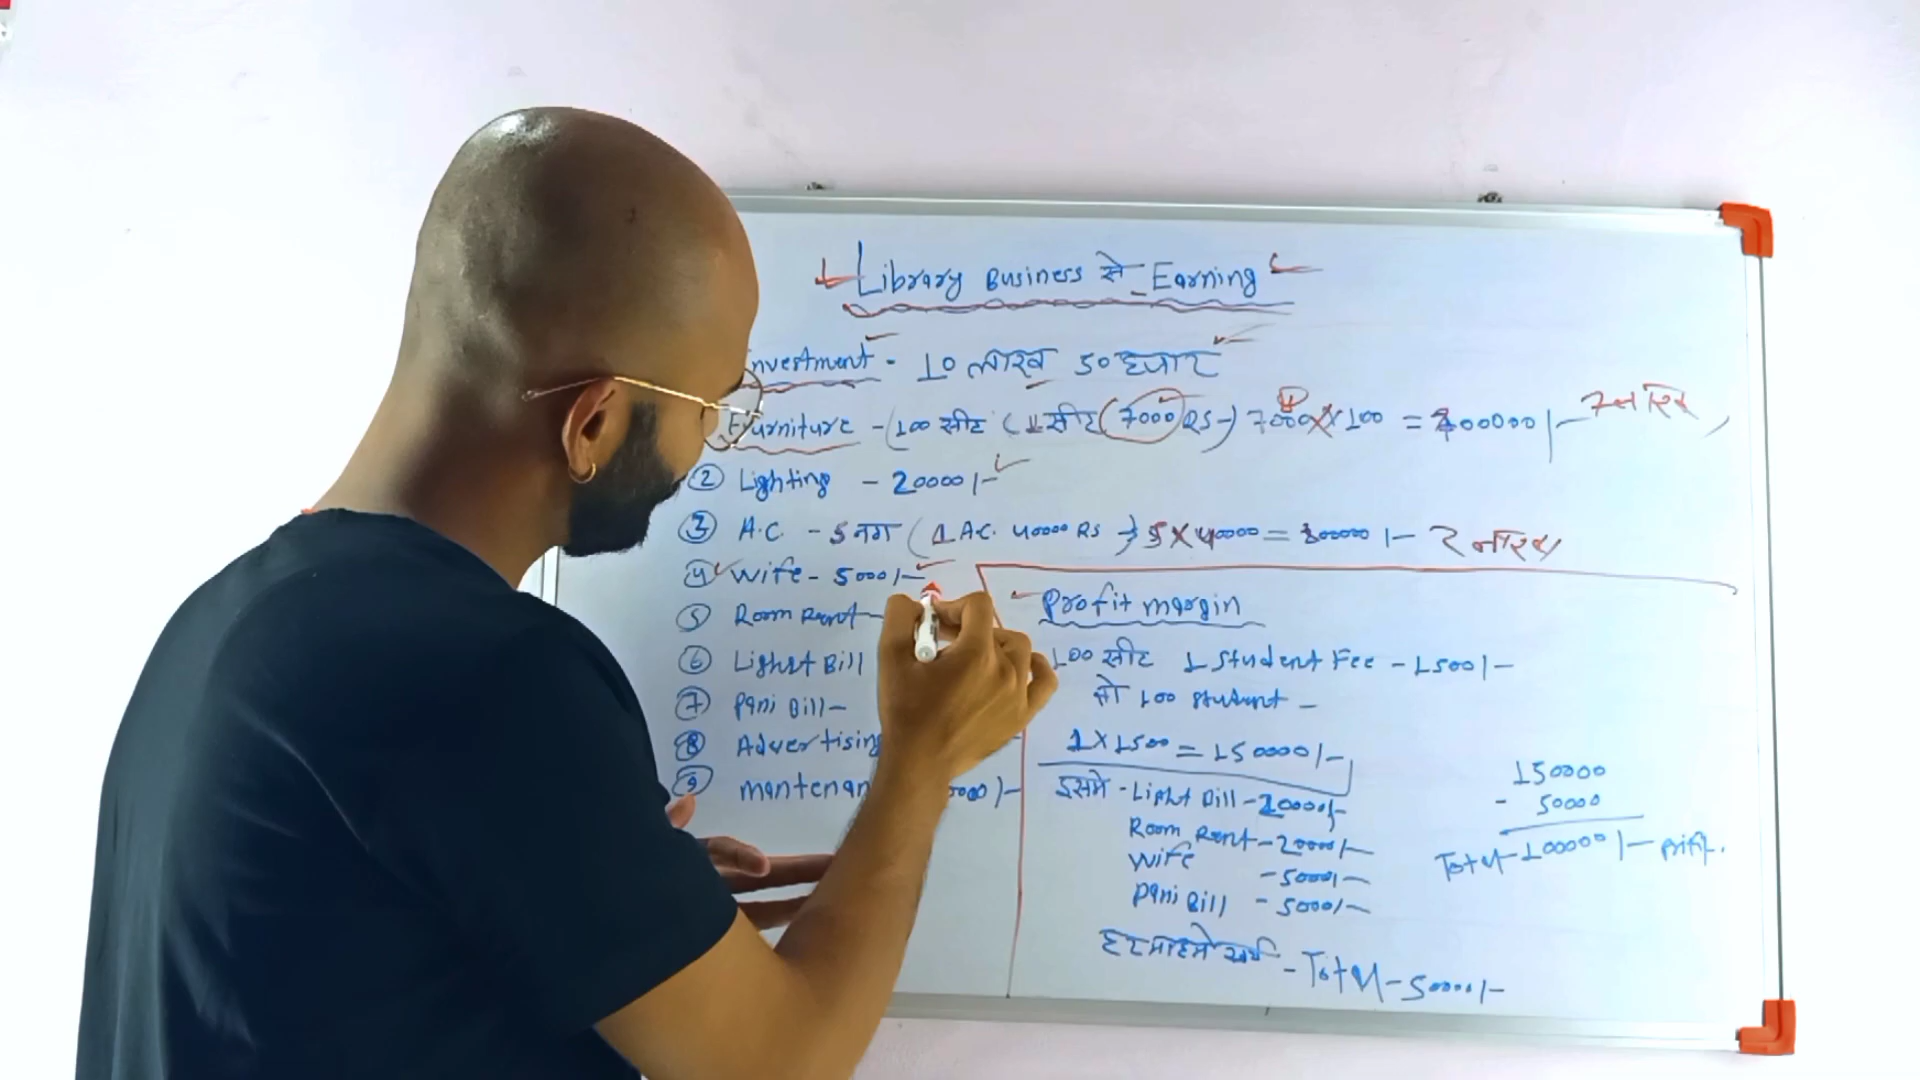 Library Business से Earning
Investment - 10 लाख 50 हजार
Furniture - (100 सीट (1 सीट (7000 RS-) 7000 X 100 = 700000/- 7 लाख
② Lighting - 20000/-
③ A.C. - 5 नग (1 A.C. 40000 RS -) 5 X 40000 = 200000/- 2 लाख
④ Wife - 5000/-
⑤ Room Rent
⑥ Light Bill
⑦ Pani Bill -
⑧ Advertising
⑨ mantenan 000)-
Profit margin
100 सीट 1 Student Fee - 1500/-
तो 100 student -
1 X 1500 = 150000/-
इसमे - Light Bill - 20000/-
Room Rent - 20000/-
Wife - 5000/-
Pani Bill - 5000/-
हर माह मे खर्च - Total - 50000/-
150000
- 50000
Total - 100000/-